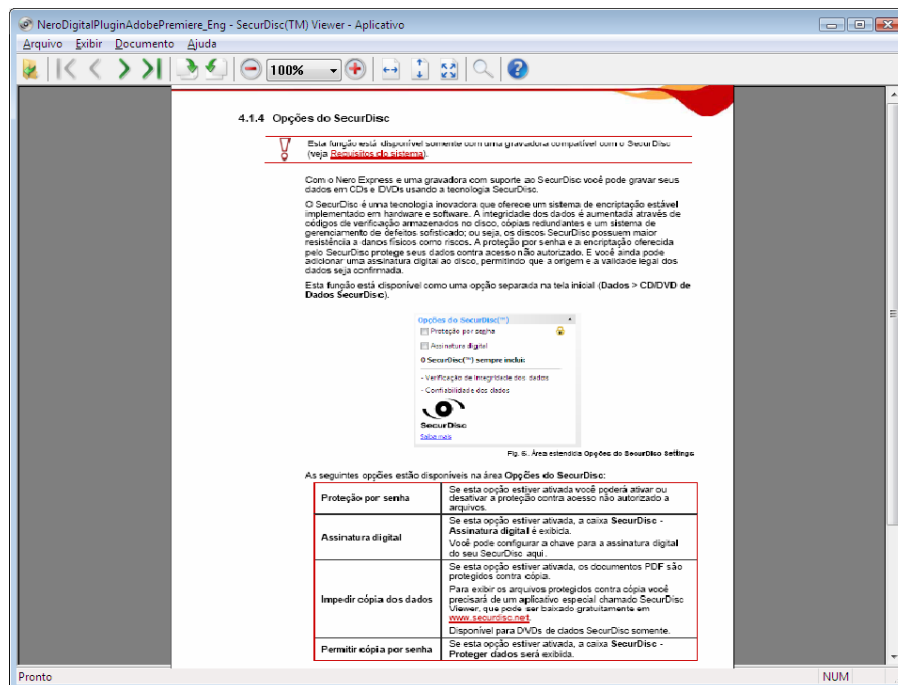 NeroDigitalPluginAdobePremiere_Eng - SecurDisc(TM) Viewer - Aplicativo
Arquivo Exibir Documento Ajuda
100%
4.1.4 Opções do SecurDisc
Esta função está disponível somente com uma gravadora compatível com o SecurDisc
(veja Requisitos do sistema).
Com o Nero Express e uma gravadora com suporte ao SecurDisc você pode gravar seus
dados em CDs e DVDs usando a tecnologia SecurDisc.
O SecurDisc é uma tecnologia inovadora que oferece um sistema de encriptação estável
implementado em hardware e software. A integridade dos dados é aumentada através de
códigos de verificação armazenados no disco, cópias redundantes e um sistema de
gerenciamento de defeitos sofisticado; ou seja, os discos SecurDisc possuem maior
resistência a danos físicos como riscos. A proteção por senha e a encriptação oferecida
pelo SecurDisc protege seus dados contra acesso não autorizado. E você ainda pode
adicionar uma assinatura digital ao disco, permitindo que a origem e a validade legal dos
dados seja confirmada.
Esta função está disponível como uma opção separada na tela inicial (Dados > CD/DVD de
Dados SecurDisc).
Opções do SecurDisc(™)
Proteção por senha
Assinatura digital
O SecurDisc(™) sempre inclui:
- Verificação de integridade dos dados
- Confiabilidade dos dados
SecurDisc
Saiba mais
Fig. 6.: Área estendida Opções do SecurDisc Settings
As seguintes opções estão disponíveis na área Opções do SecurDisc:
Proteção por senha
Se esta opção estiver ativada você poderá ativar ou
desativar a proteção contra acesso não autorizado a
arquivos.
Assinatura digital
Se esta opção estiver ativada, a caixa SecurDisc -
Assinatura digital é exibida.
Você pode configurar a chave para a assinatura digital
do seu SecurDisc aqui.
Impedir cópia dos dados
Se esta opção estiver ativada, os documentos PDF são
protegidos contra cópia.
Para exibir os arquivos protegidos contra cópia você
precisará de um aplicativo especial chamado SecurDisc
Viewer, que pode ser baixado gratuitamente em
www.securdisc.net.
Disponível para DVDs de dados SecurDisc somente.
Permitir cópia por senha
Se esta opção estiver ativada, a caixa SecurDisc -
Proteger dados será exibida.
Pronto
NUM